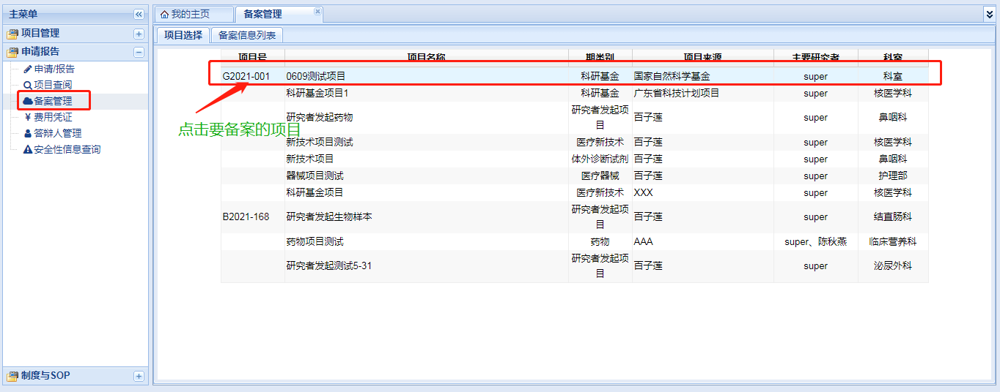 主菜单
项目管理
申请报告
申请/报告
项目查阅
备案管理
费用凭证
答辩人管理
安全性信息查询
制度与SOP
我的主页 备案管理
项目选择 备案信息列表
项目号 项目名称 期类别 项目来源 主要研究者 科室
G2021-001 0609测试项目 科研基金 国家自然科学基金 super 科室
科研基金项目1 科研基金 广东省科技计划项目 super 核医学科
研究者发起药物 研究者发起项目 百子莲 super 鼻咽科
点击要备案的项目
新技术项目测试 医疗新技术 百子莲 super 核医学科
新技术项目 体外诊断试剂 百子莲 super 鼻咽科
器械项目测试 医疗器械 百子莲 super 护理部
科研基金项目 医疗新技术 XXX super 核医学科
B2021-168 研究者发起生物样本 研究者发起项目 百子莲 super 结直肠科
药物项目测试 药物 AAA super、陈秋燕 临床营养科
研究者发起测试5-31 研究者发起项目 百子莲 super 泌尿外科